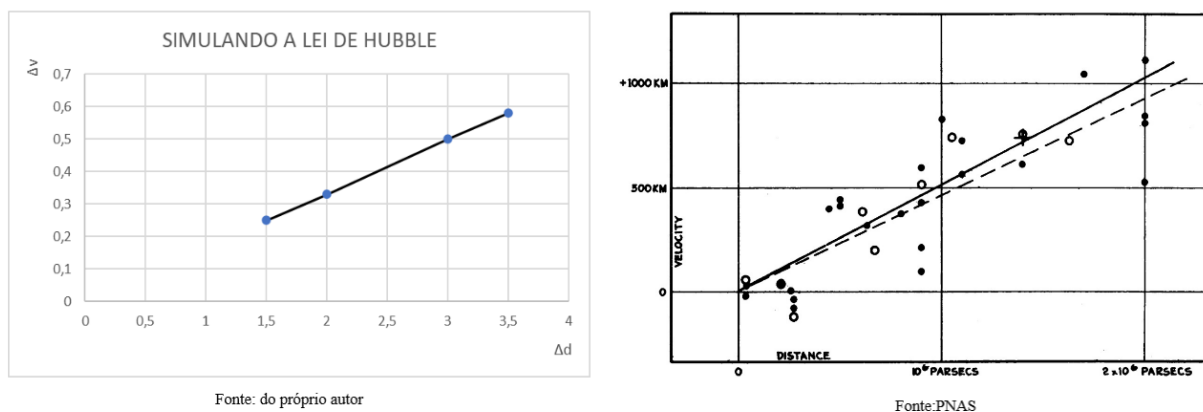 SIMULANDO A LEI DE HUBBLE
Δv
0,7
0,6
0,5
0,4
0,3
0,2
0,1
0
0 0,5 1 1,5 2 2,5 3 3,5 4
Δd
Fonte: do próprio autor
+1000 KM
500 KM
0
VELOCITY
DISTANCE
0 10⁶ PARSECS 2 x 10⁶ PARSECS
Fonte:PNAS